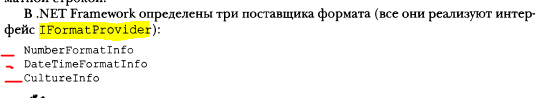 В .NET Framework определены три поставщика формата (все они реализуют интер-
фейс IFormatProvider):
NumberFormatInfo
DateTimeFormatInfo
CultureInfo